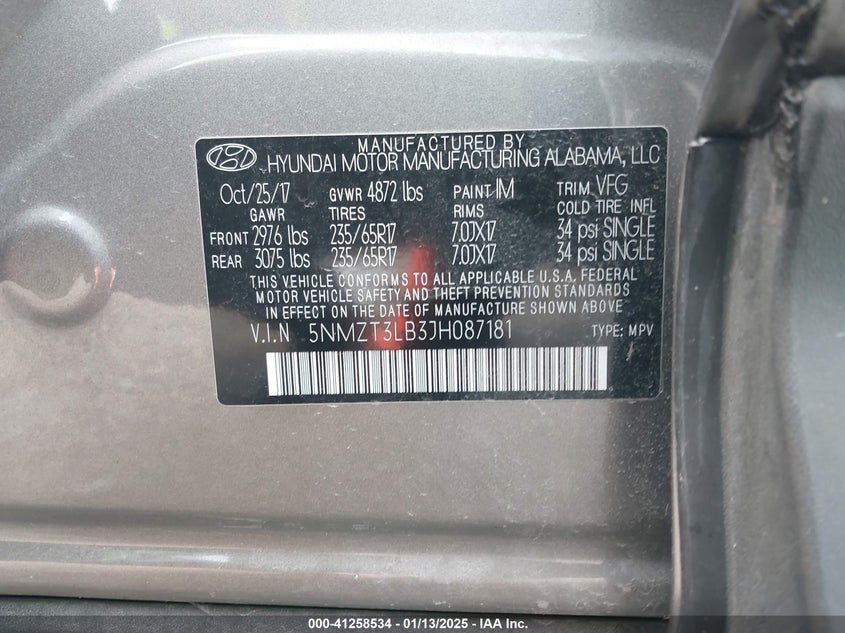 MANUFACTURED BY
HYUNDAI MOTOR MANUFACTURING ALABAMA, LLC
Oct/25/17 GVWR 4872 lbs PAINT IM TRIM VFG
GAWR TIRES RIMS COLD TIRE INFL
FRONT 2976 lbs 235/65R17 7.0JX17 34 psi SINGLE
REAR 3075 lbs 235/65R17 7.0JX17 34 psi SINGLE
THIS VEHICLE CONFORMS TO ALL APPLICABLE U.S.A. FEDERAL
MOTOR VEHICLE SAFETY AND THEFT PREVENTION STANDARDS
IN EFFECT ON THE DATE OF MANUFACTURE SHOWN ABOVE
V.I.N 5NMZT3LB3JH087181 TYPE: MPV
000-41258534 - 01/13/2025 - IAA Inc.